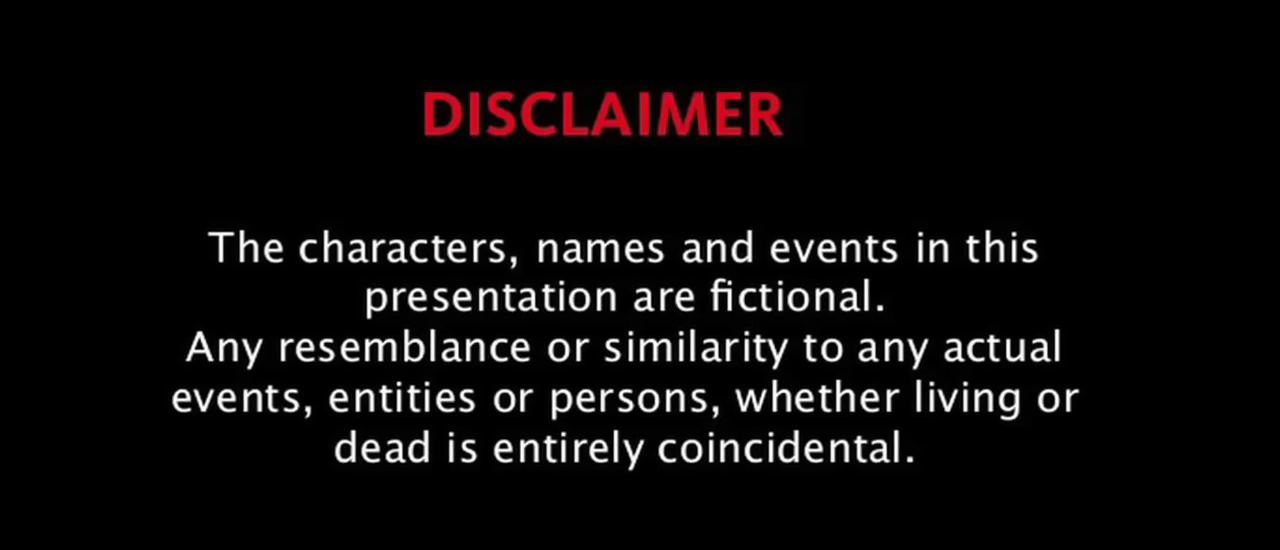 DISCLAIMER
The characters, names and events in this
presentation are fictional.
Any resemblance or similarity to any actual
events, entities or persons, whether living or
dead is entirely coincidental.